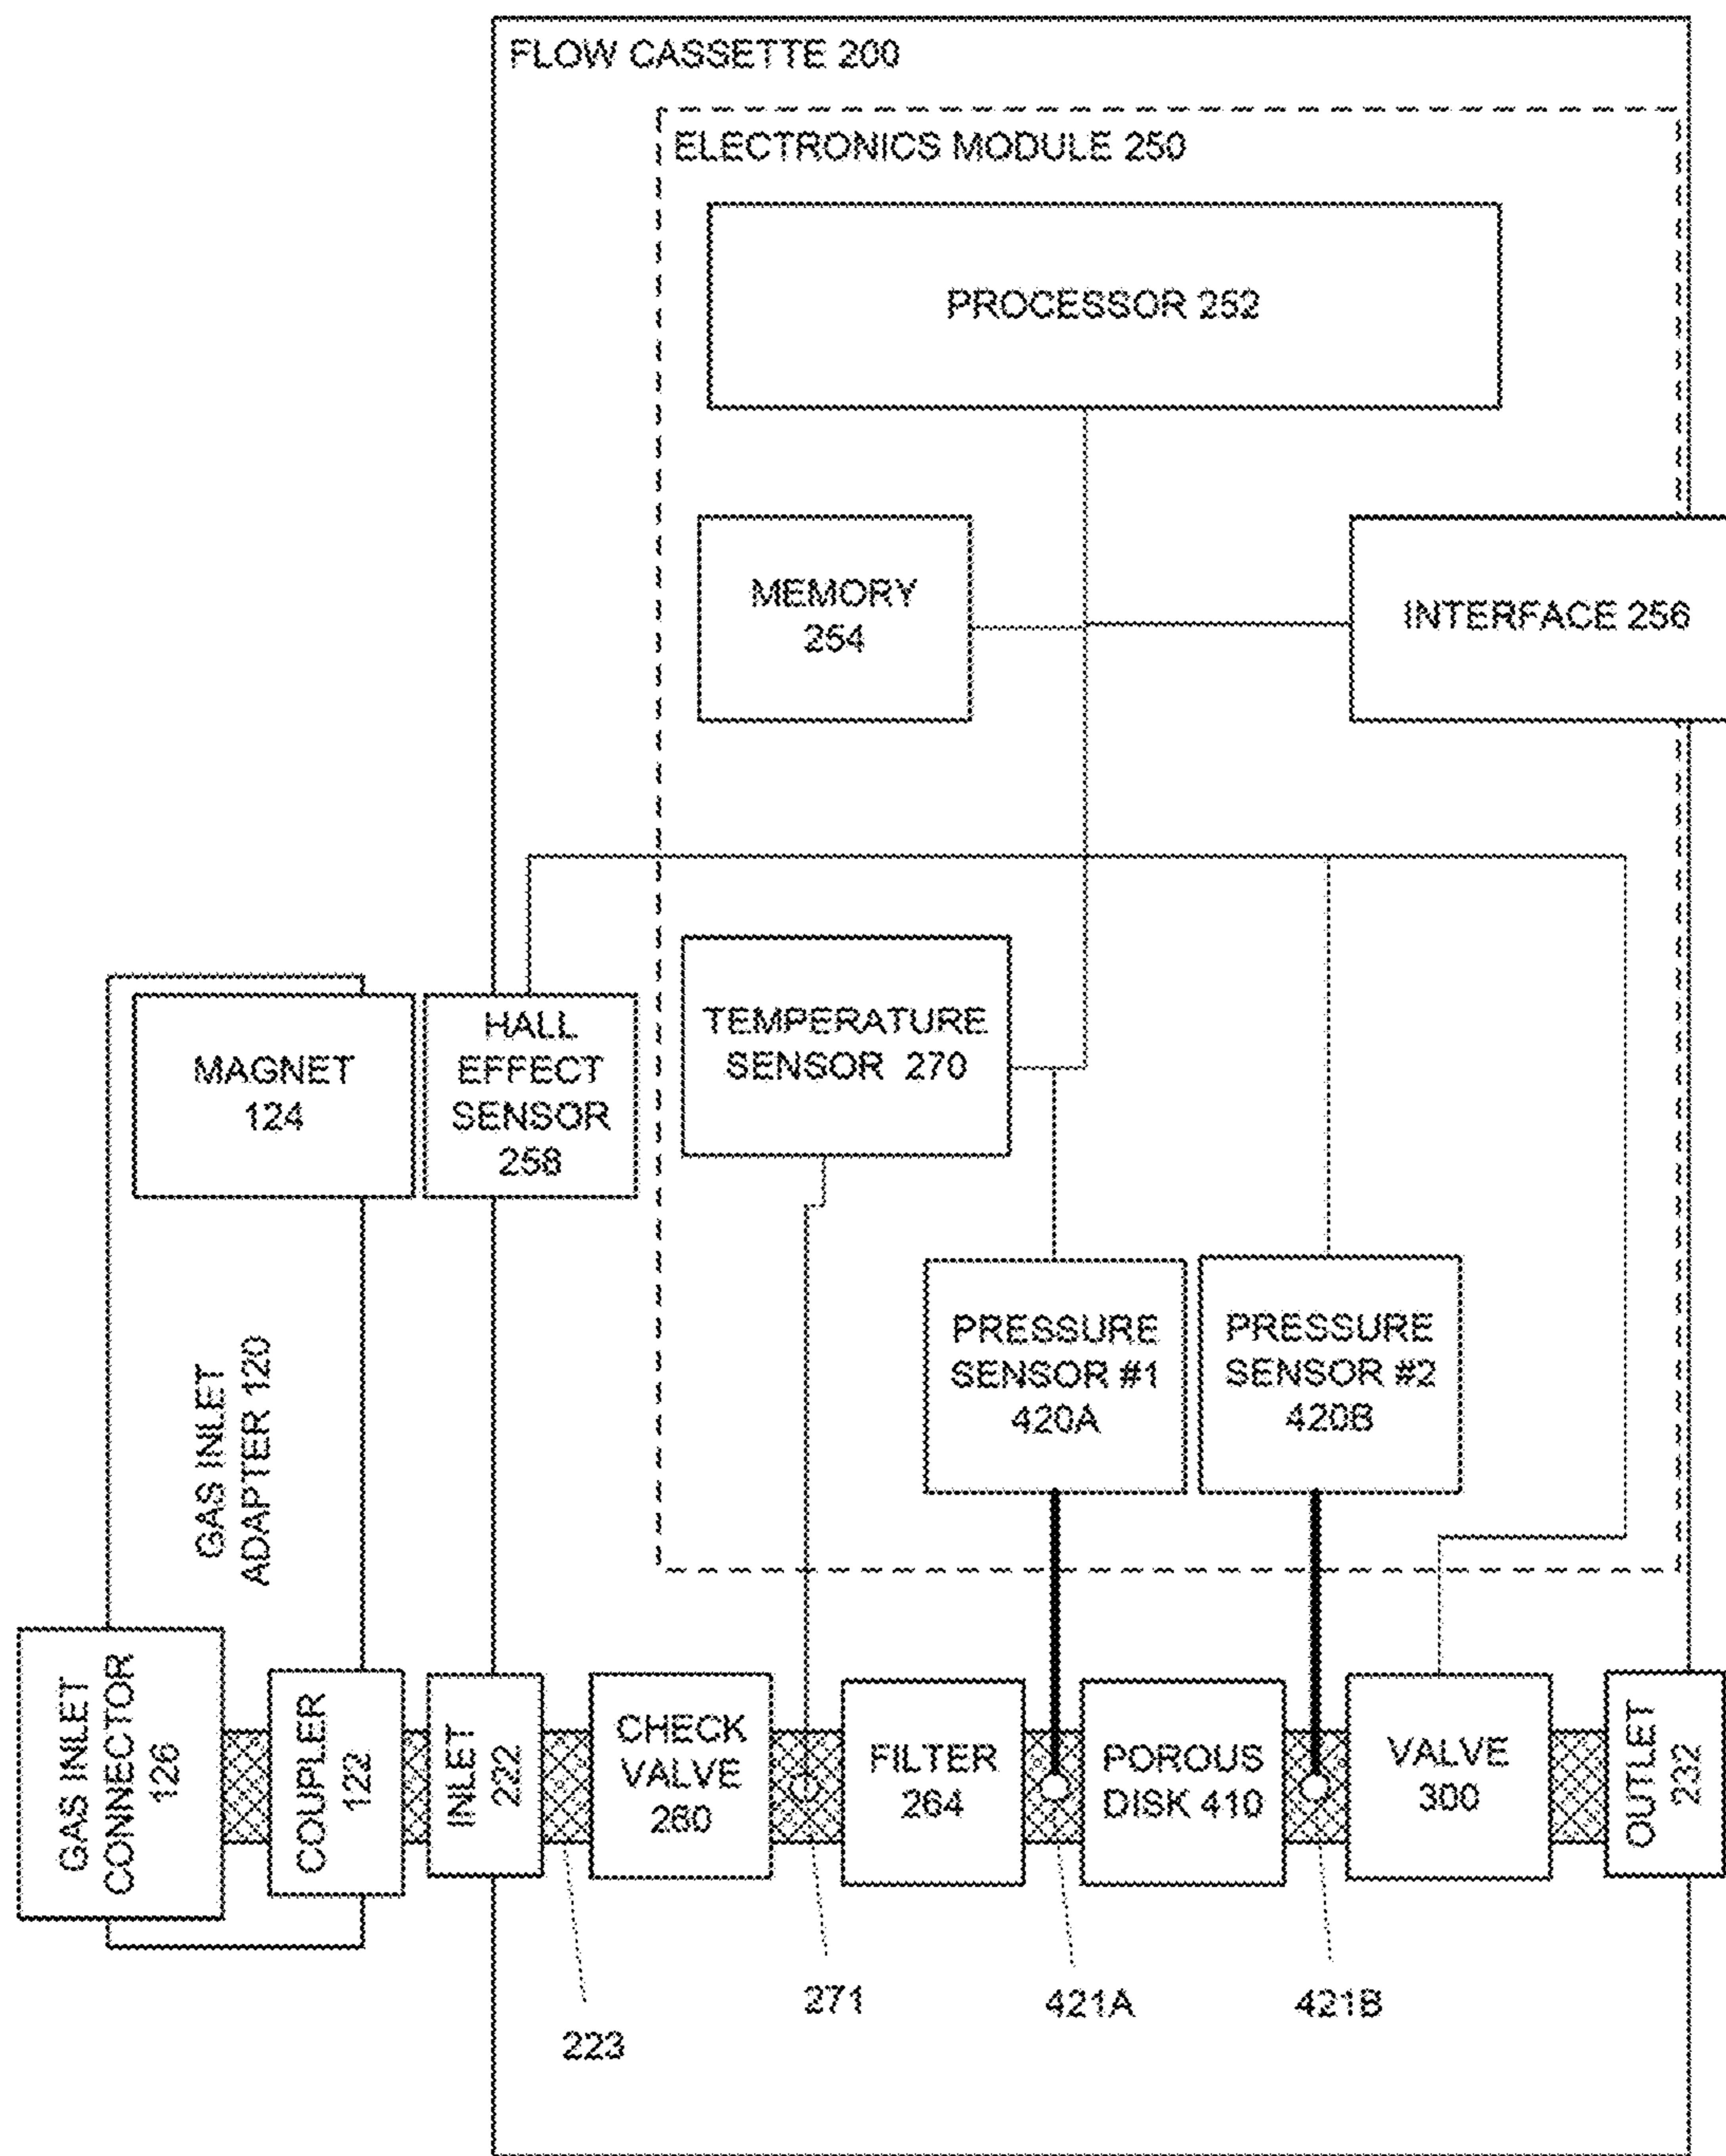 FLOW CASSETTE 200
ELECTRONICS MODULE 250
PROCESSOR 252
MEMORY
254
INTERFACE 256
MAGNET
124
HALL
EFFECT
SENSOR
258
TEMPERATURE
SENSOR 270
PRESSURE
SENSOR #1
420A
PRESSURE
SENSOR #2
420B
GAS INLET
ADAPTER 120
GAS INLET
CONNECTOR
126
COUPLER
122
INLET
222
CHECK
VALVE
260
FILTER
264
POROUS
DISK 410
VALVE
300
OUTLET
232
223
271
421A
421B